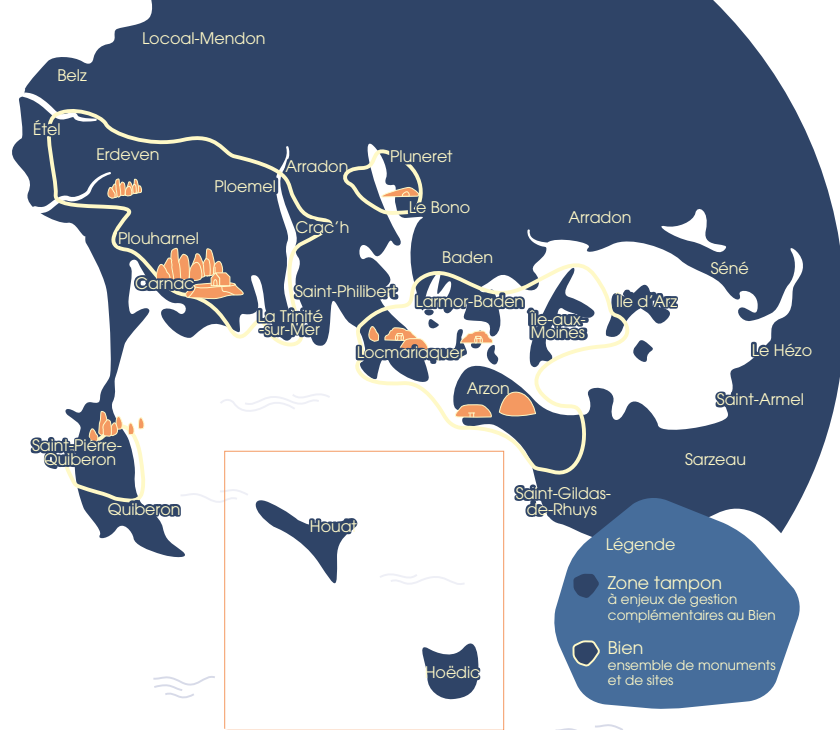 Locoal-Mendon
Belz
Étel
Erdeven
Arradon
Pluneret
Ploemel
Le Bono
Crac'h
Arradon
Plouharnel
Baden
Séné
Carnac
Saint-Philibert
Larmor-Baden
Ile d'Arz
La Trinité
-sur-Mer
Île-aux-
Moines
Locmariaquer
Le Hézo
Arzon
Saint-Armel
Saint-Pierre-
Quiberon
Sarzeau
Quiberon
Saint-Gildas-
de-Rhuys
Houat
Hoëdic
Légende
Zone tampon
à enjeux de gestion
complémentaires au Bien
Bien
ensemble de monuments
et de sites